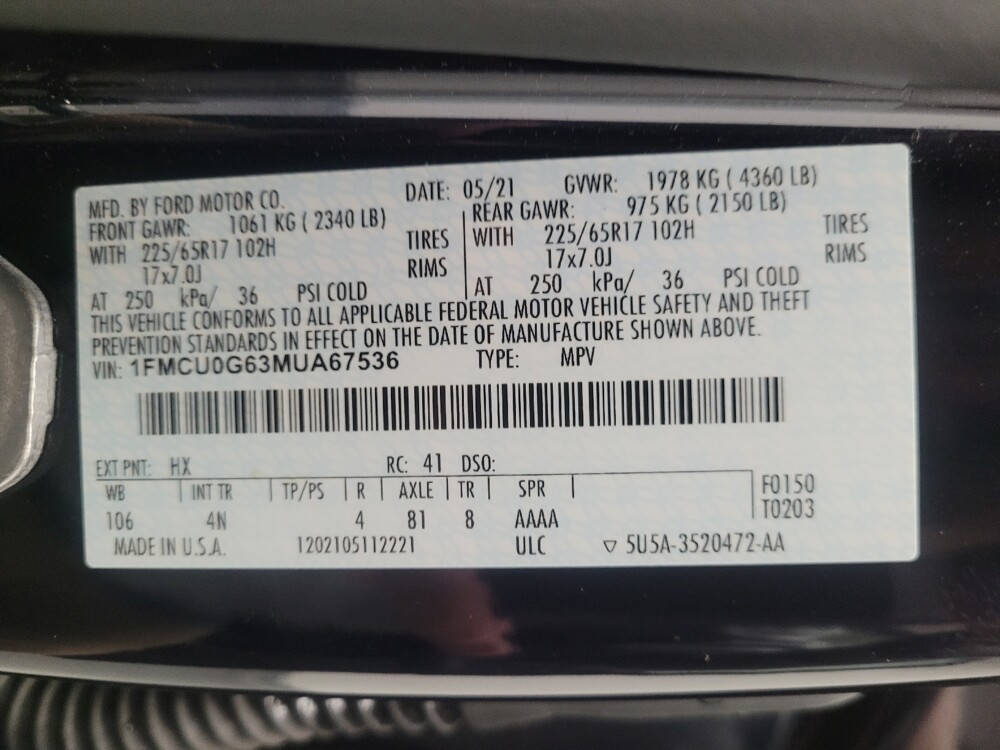 MFD. BY FORD MOTOR CO. DATE: 05/21 GVWR: 1978 KG ( 4360 LB)
FRONT GAWR: 1061 KG ( 2340 LB) REAR GAWR: 975 KG ( 2150 LB)
WITH 225/65R17 102H TIRES WITH 225/65R17 102H TIRES
17x7.0J RIMS 17x7.0J RIMS
AT 250 kPa/ 36 PSI COLD AT 250 kPa/ 36 PSI COLD
THIS VEHICLE CONFORMS TO ALL APPLICABLE FEDERAL MOTOR VEHICLE SAFETY AND THEFT
PREVENTION STANDARDS IN EFFECT ON THE DATE OF MANUFACTURE SHOWN ABOVE.
VIN: 1FMCU0G63MUA67536 TYPE: MPV
EXT PNT: HX RC: 41 DSO:
WB INT TR TP/PS R AXLE TR SPR F0150
T0203
106 4N 4 81 8 AAAA
MADE IN U.S.A. 1202105112221 ULC ▽ 5U5A-3520472-AA